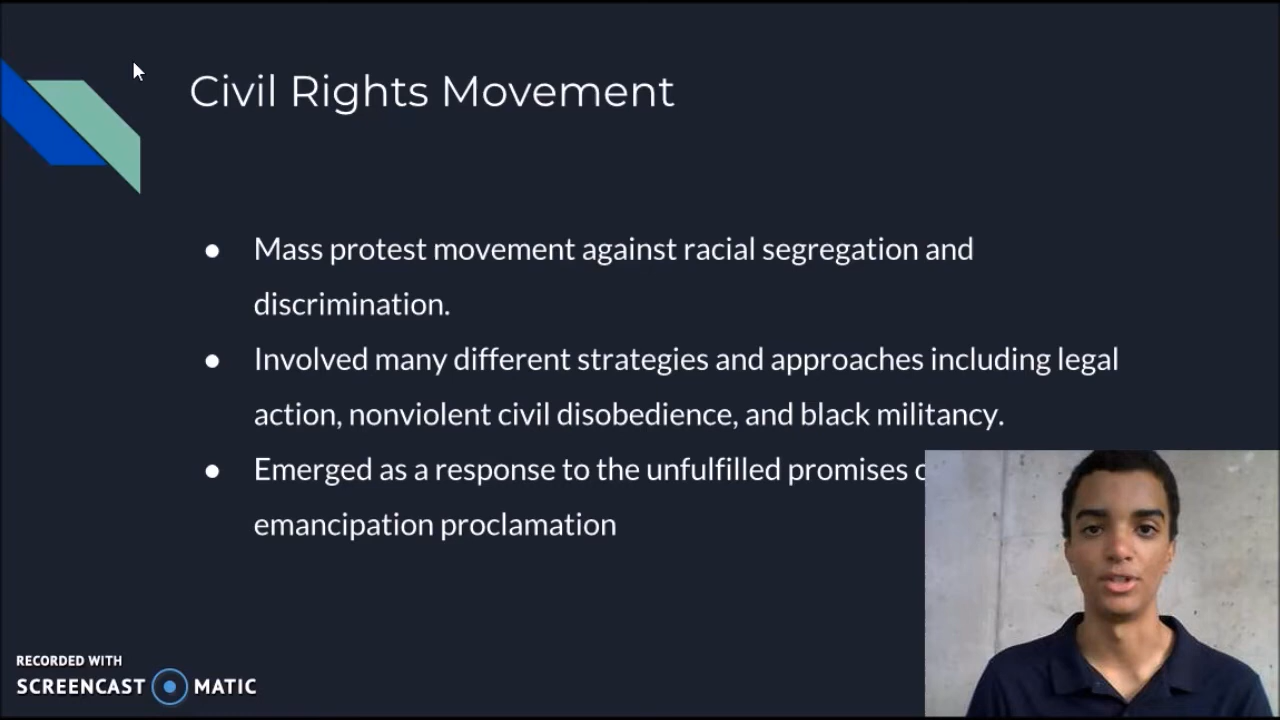 Civil Rights Movement
● Mass protest movement against racial segregation and
discrimination.
● Involved many different strategies and approaches including legal
action, nonviolent civil disobedience, and black militancy.
● Emerged as a response to the unfulfilled promises
emancipation proclamation
RECORDED WITH
SCREENCAST MATIC